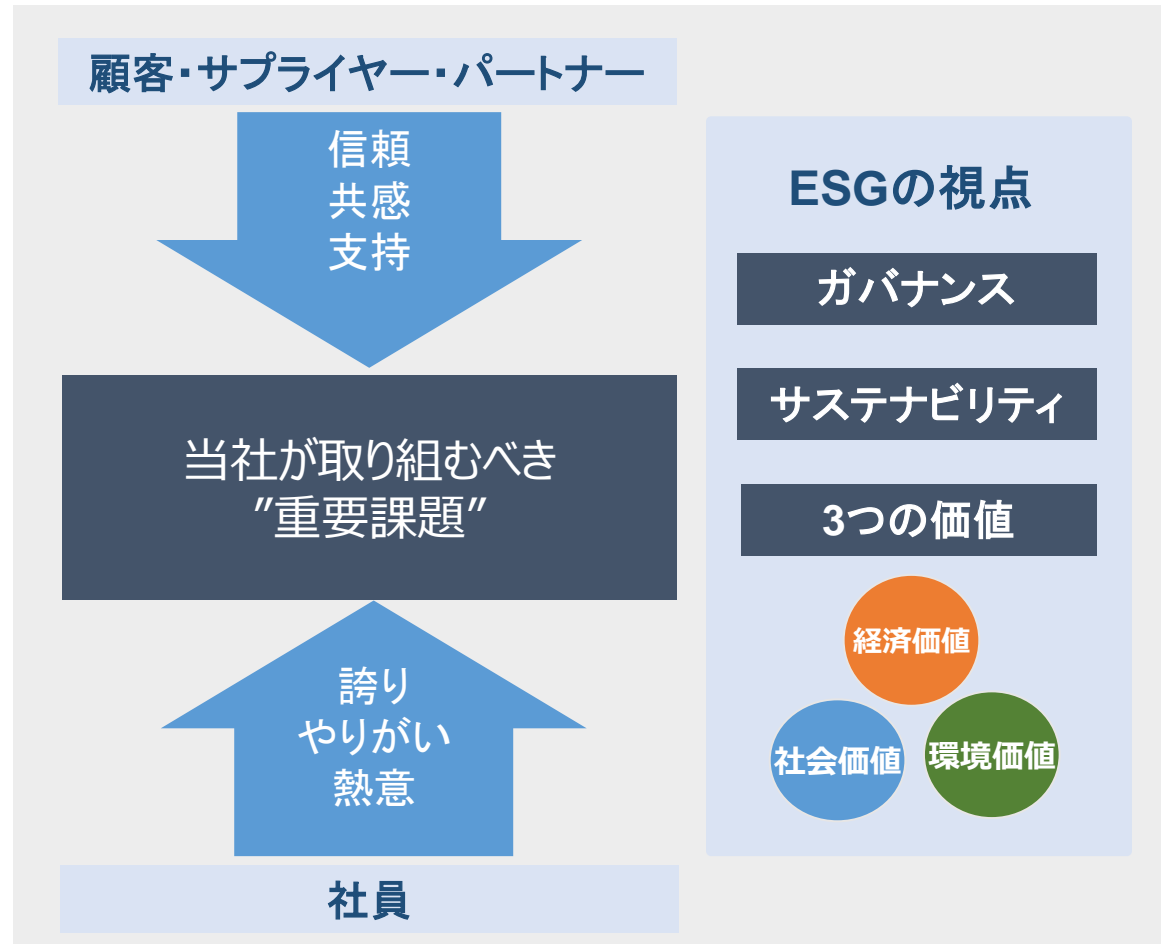 顧客・サプライヤー・パートナー
信頼
共感
支持
当社が取り組むべき
"重要課題"
誇り
やりがい
熱意
社員
ESGの視点
ガバナンス
サステナビリティ
3つの価値
経済価値
社会価値
環境価値